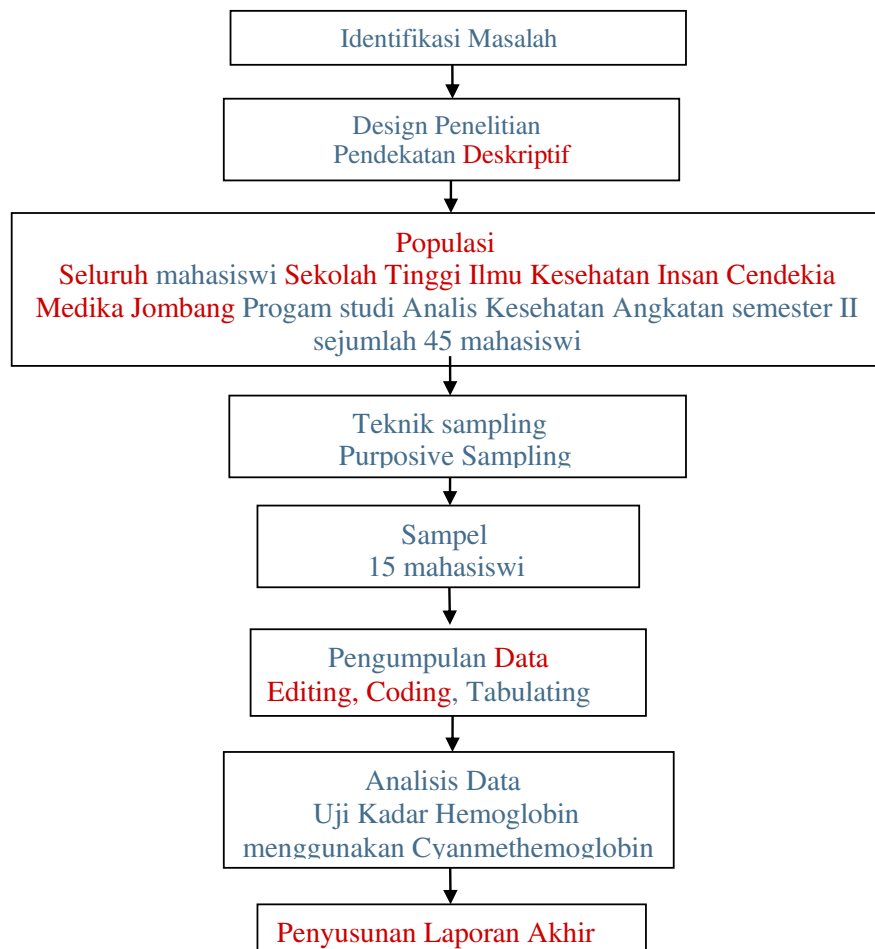 Identifikasi Masalah
Design Penelitian
Pendekatan Deskriptif
Populasi
Seluruh mahasiswi Sekolah Tinggi Ilmu Kesehatan Insan Cendekia
Medika Jombang Progam studi Analis Kesehatan Angkatan semester II
sejumlah 45 mahasiswi
Teknik sampling
Purposive Sampling
Sampel
15 mahasiswi
Pengumpulan Data
Editing, Coding, Tabulating
Analisis Data
Uji Kadar Hemoglobin
menggunakan Cyanmethemoglobin
Penyusunan Laporan Akhir